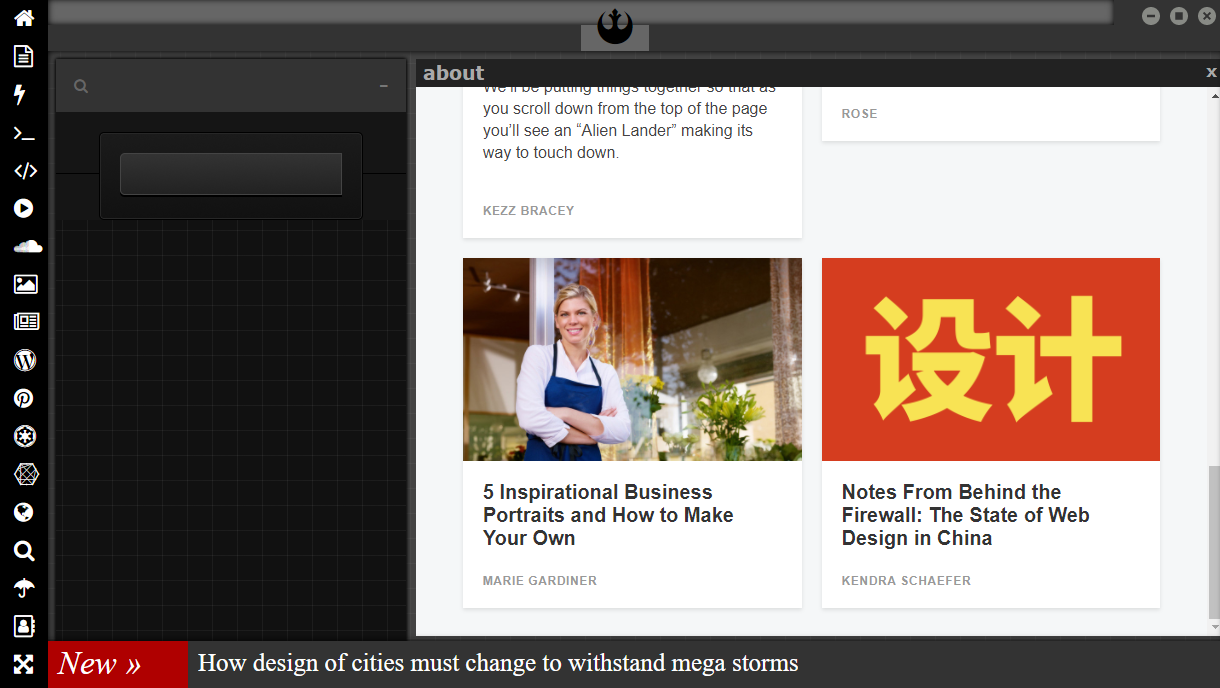 about
x
We'll be putting things together so that as
you scroll down from the top of the page
you'll see an “Alien Lander” making its
way to touch down.
KEZZ BRACEY
ROSE
设计
5 Inspirational Business
Portraits and How to Make
Your Own
MARIE GARDINER
Notes From Behind the
Firewall: The State of Web
Design in China
KENDRA SCHAEFER
New »
How design of cities must change to withstand mega storms